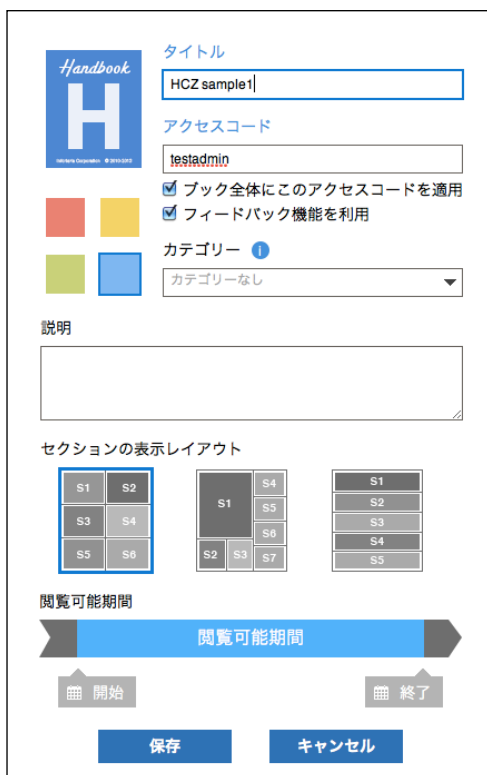 Handbook
H
Infoteria Corporation © 2010-2012
タイトル
HCZ sample1
アクセスコード
testadmin
ブック全体にこのアクセスコードを適用
フィードバック機能を利用
カテゴリー i
カテゴリーなし
説明
セクションの表示レイアウト
S1 S2
S3 S4
S5 S6
S1 S4
S5
S6
S2 S3 S7
S1
S2
S3
S4
S5
閲覧可能期間
閲覧可能期間
開始 終了
保存 キャンセル